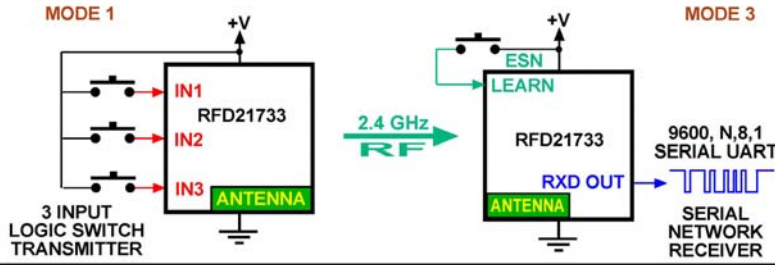 MODE 1
+V
IN1
IN2
IN3
RFD21733
ANTENNA
3 INPUT
LOGIC SWITCH
TRANSMITTER
2.4 GHz
RF
MODE 3
+V
ESN
LEARN
RFD21733
RXD OUT
ANTENNA
9600, N,8,1
SERIAL UART
SERIAL
NETWORK
RECEIVER